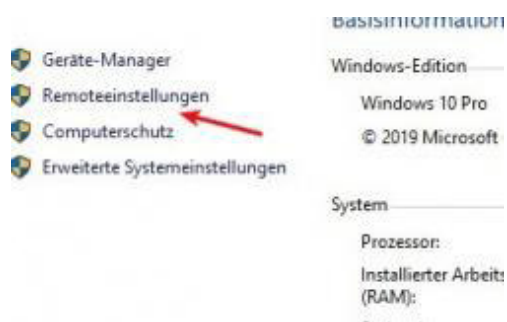 Geräte-Manager
Remoteeinstellungen
Computerschutz
Erweiterte Systemeinstellungen
Basisinformation
Windows-Edition
Windows 10 Pro
© 2019 Microsoft
System
Prozessor:
Installierter Arbeits
(RAM):